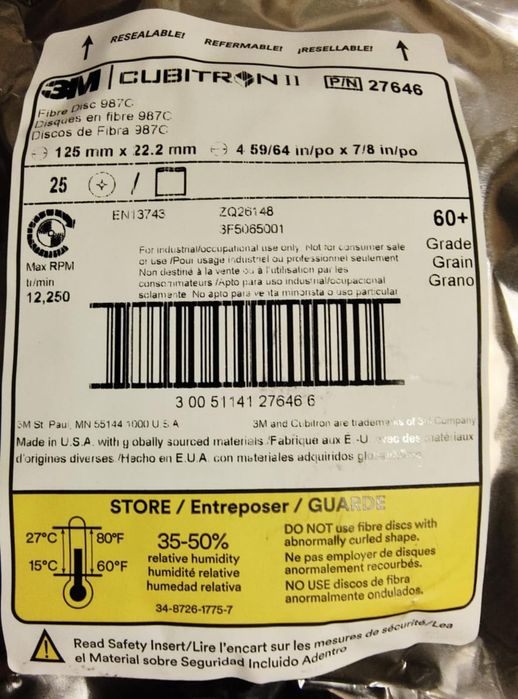 RESEALABLE! REFERMABLE! ¡RESELLABLE!
3M CUBITRON II P/N 27646
Fibre Disc 987C
Disques en fibre 987C
Discos de Fibra 987C
125 mm x 22.2 mm 4 59/64 in/po x 7/8 in/po
25 /
EN13743 ZQ26148 60+
3F5065001 Grade
Grain
Grano
Max RPM
tr/min
12,250
For industrial/occupational use only. Not for consumer sale
or use /Pour usage industriel ou professionnel seulement
Non destiné à la vente ou à l'utilisation par les
consommateurs /Apto para uso industrial/ocupacional
solamente. No apto para venta minorista o uso particular
3 00 51141 27646 6
3M St. Paul, MN 55144-1000 U.S.A. 3M and Cubitron are trademarks of 3M Company
Made in U.S.A. with globally sourced materials /Fabriqué aux É.-U. avec des matériaux
d'origines diverses /Hecho en E.U.A. con materiales adquiridos
STORE / Entreposer / GUARDE
27°C 80°F
15°C 60°F
35-50%
relative humidity
humidité relative
humedad relativa
34-8726-1775-7
DO NOT use fibre discs with
abnormally curled shape.
Ne pas employer de disques
anormalement recourbés.
NO USE discos de fibra
anormalmente ondulados.
Read Safety Insert/Lire l'encart sur les mesures de sécurité/Lea
el Material sobre Seguridad Incluido Adentro